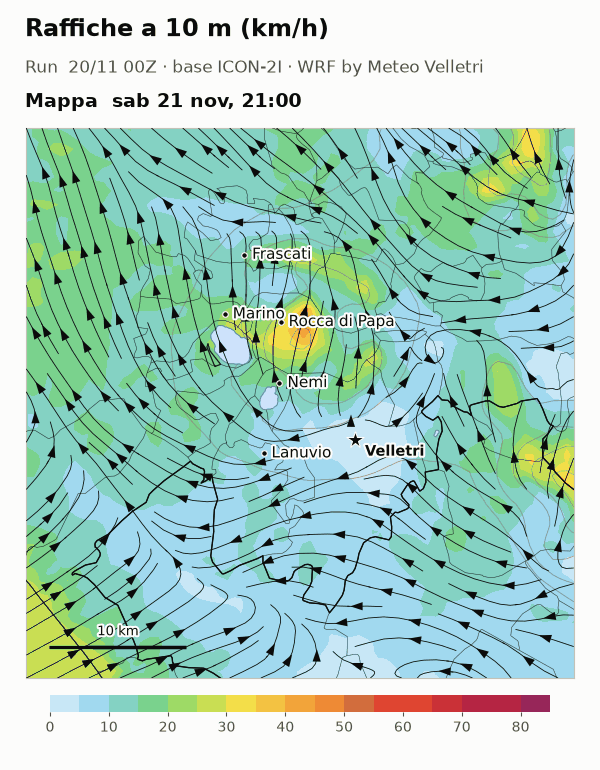 Raffiche a 10 m (km/h)
Run  20/11 00Z · base ICON-2I · WRF by Meteo Velletri
Mappa  sab 21 nov, 21:00
Frascati
Marino
Rocca di Papa
Nemi
Velletri
Lanuvio
10 km
0 10 20 30 40 50 60 70 80